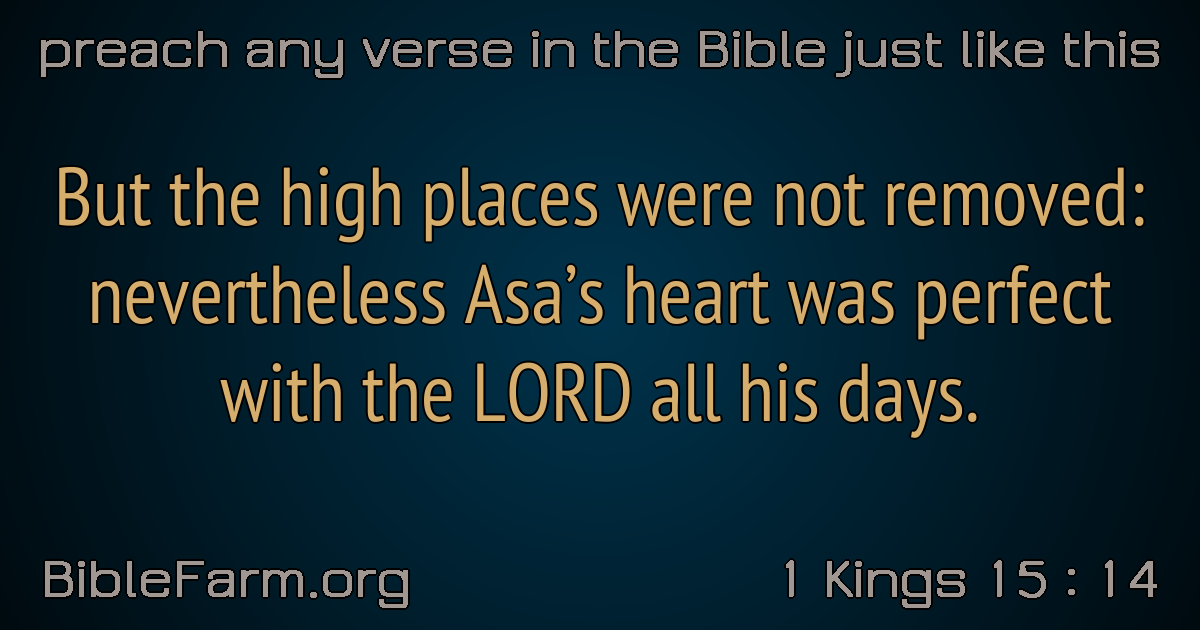 preach any verse in the Bible just like this
But the high places were not removed:
nevertheless Asa’s heart was perfect
with the LORD all his days.
BibleFarm.org
1 Kings 15 : 14